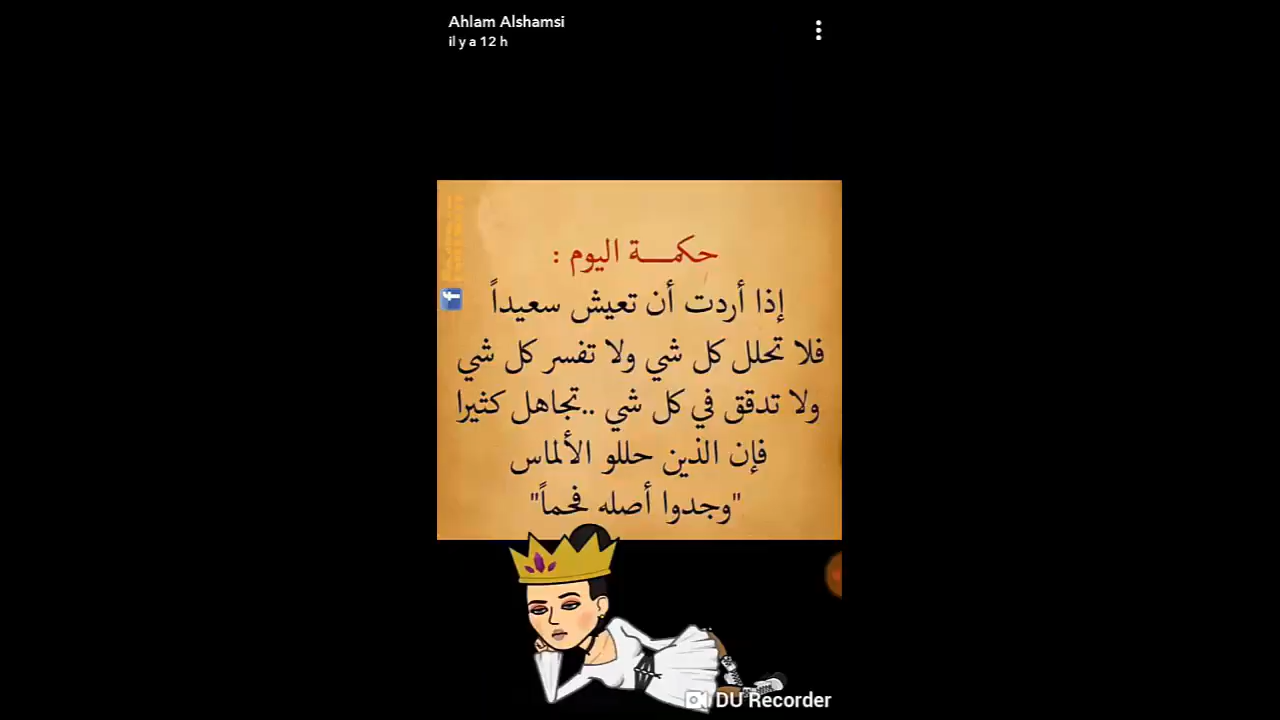 Ahlam Alshamsi
il y a 12 h
حكمـــة اليوم :
إذا أردت أن تعيش سعيداً
فلا تحلل كل شي ولا تفسر كل شي
ولا تدقق في كل شي ..تجاهل كثيرا
فإن الذين حللو الألماس
"وجدوا أصله فحماً"
DU Recorder